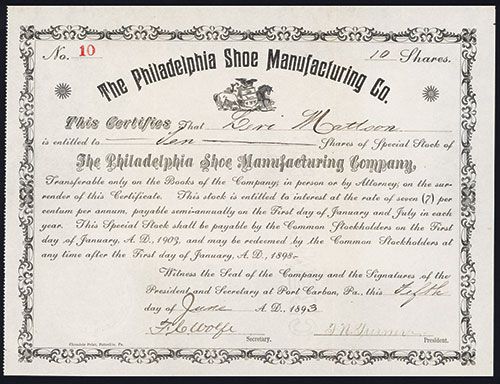 No. 10
10 Shares.
The Philadelphia Shoe Manufacturing Co.
This Certifies That Levi Mattoon
is entitled to Ten Shares of Special Stock of
The Philadelphia Shoe Manufacturing Company,
Transferable only on the Books of the Company; in person or by Attorney; on the sur-
render of this Certificate. This stock is entitled to interest at the rate of seven (7) per
centum per annum, payable semi-annually on the First day of January and July in each
year. This Special Stock shall be payable by the Common Stockholders on the First
day of January, A. D., 1903, and may be redeemed by the Common Stockholders at
any time after the First day of January, A. D., 1898.
Witness the Seal of the Company and the Signatures of the
President and Secretary at Port Carbon, Pa., this Fifth
day of June A. D., 1893
F. C. Wolfe
Secretary.
President.
Chronicle Print, Pottsville, Pa.